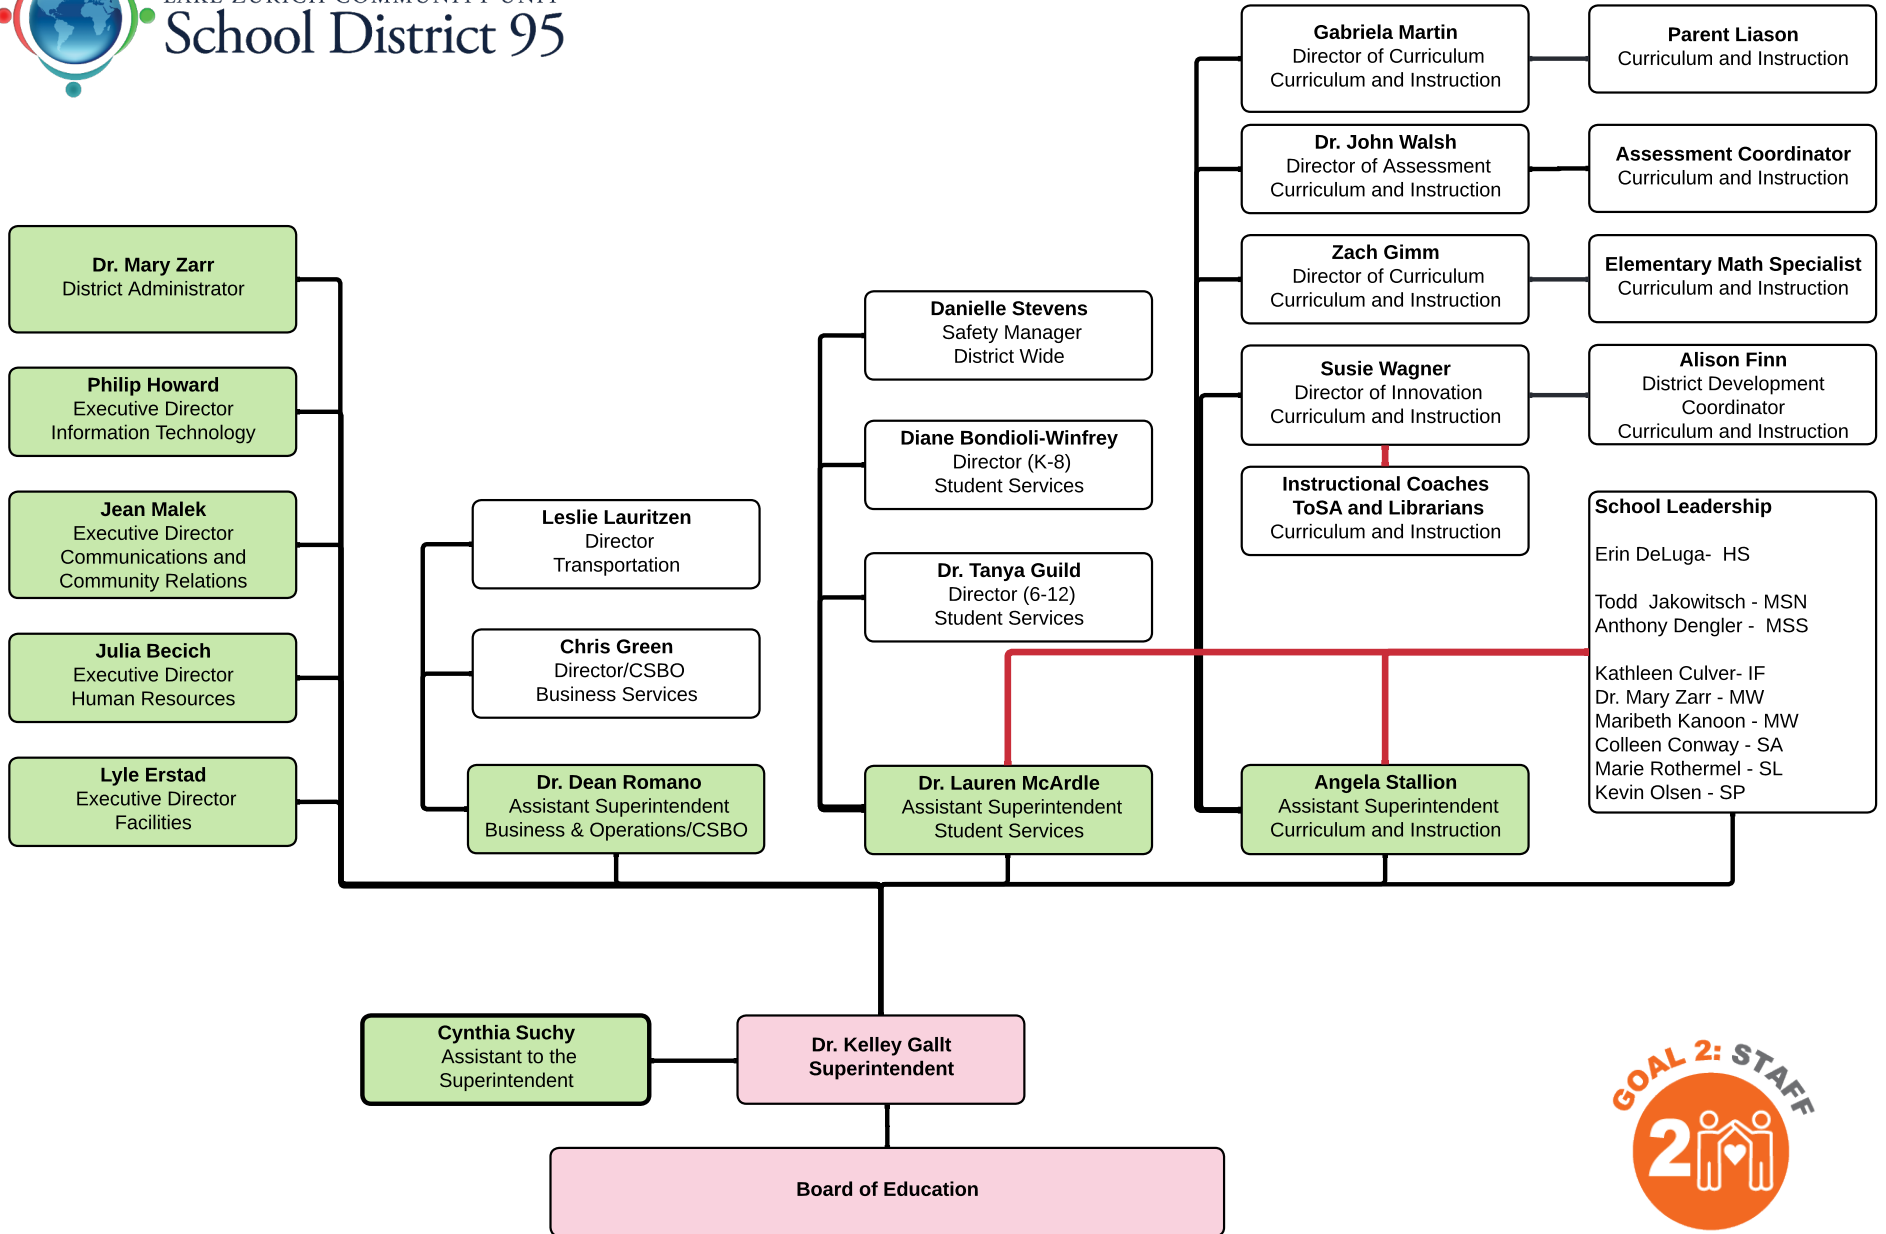 LAKE ZURICH COMMUNITY UNIT
School District 95
Gabriela Martin
Director of Curriculum
Curriculum and Instruction
Parent Liason
Curriculum and Instruction
Dr. John Walsh
Director of Assessment
Curriculum and Instruction
Assessment Coordinator
Curriculum and Instruction
Zach Gimm
Director of Curriculum
Curriculum and Instruction
Elementary Math Specialist
Curriculum and Instruction
Susie Wagner
Director of Innovation
Curriculum and Instruction
Alison Finn
District Development
Coordinator
Curriculum and Instruction
Instructional Coaches
ToSA and Librarians
Curriculum and Instruction
School Leadership
Erin DeLuga-  HS
Todd  Jakowitsch - MSN
Anthony Dengler -  MSS
Kathleen Culver- IF
Dr. Mary Zarr - MW
Maribeth Kanoon - MW
Colleen Conway - SA
Marie Rothermel - SL
Kevin Olsen - SP
Dr. Mary Zarr
District Administrator
Philip Howard
Executive Director
Information Technology
Jean Malek
Executive Director
Communications and
Community Relations
Julia Becich
Executive Director
Human Resources
Lyle Erstad
Executive Director
Facilities
Leslie Lauritzen
Director
Transportation
Chris Green
Director/CSBO
Business Services
Dr. Dean Romano
Assistant Superintendent
Business & Operations/CSBO
Danielle Stevens
Safety Manager
District Wide
Diane Bondioli-Winfrey
Director (K-8)
Student Services
Dr. Tanya Guild
Director (6-12)
Student Services
Dr. Lauren McArdle
Assistant Superintendent
Student Services
Angela Stallion
Assistant Superintendent
Curriculum and Instruction
Cynthia Suchy
Assistant to the
Superintendent
Dr. Kelley Gallt
Superintendent
Board of Education
GOAL 2: STAFF
2